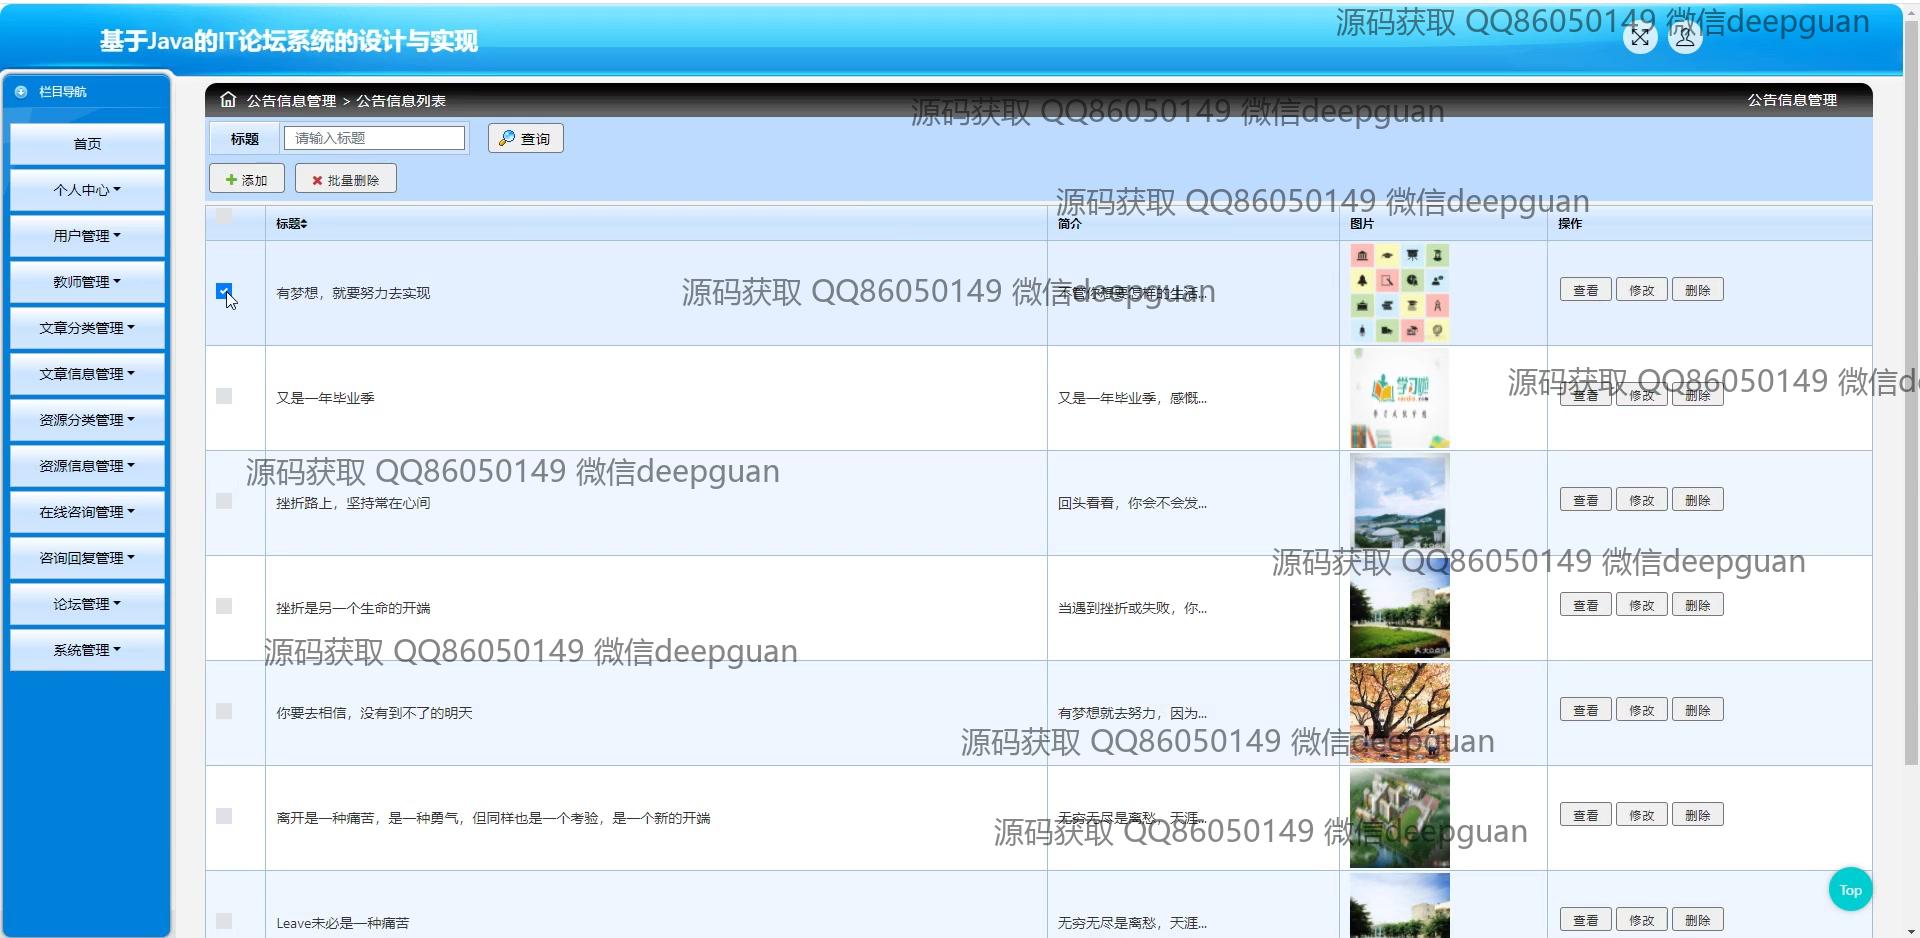 源码获取 QQ86050149 微信deepguan
基于Java的IT论坛系统的设计与实现
栏目导航
首页
个人中心
用户管理
教师管理
文章分类管理
文章信息管理
资源分类管理
资源信息管理
在线咨询管理
咨询回复管理
论坛管理
系统管理
公告信息管理 > 公告信息列表
公告信息管理
源码获取 QQ86050149 微信deepguan
标题 请输入标题 查询
添加 批量删除
源码获取 QQ86050149 微信deepguan
标题 简介 图片 操作
有梦想，就要努力去实现 不管你想要怎样的生活... 查看 修改 删除
源码获取 QQ86050149 微信deepguan
又是一年毕业季 又是一年毕业季，感慨... 学习啦 查看 修改 删除
源码获取 QQ86050149 微信de
源码获取 QQ86050149 微信deepguan
挫折路上，坚持常在心间 回头看看，你会不会发... 查看 修改 删除
源码获取 QQ86050149 微信deepguan
挫折是另一个生命的开端 当遇到挫折或失败，你... 大众点评 查看 修改 删除
源码获取 QQ86050149 微信deepguan
你要去相信，没有到不了的明天 有梦想就去努力，因为... 查看 修改 删除
源码获取 QQ86050149 微信deepguan
离开是一种痛苦，是一种勇气，但同样也是一个考验，是一个新的开端 无穷无尽是离愁，天涯... 查看 修改 删除
源码获取 QQ86050149 微信deepguan
Top
Leave未必是一种痛苦 无穷无尽是离愁，天涯... 查看 修改 删除